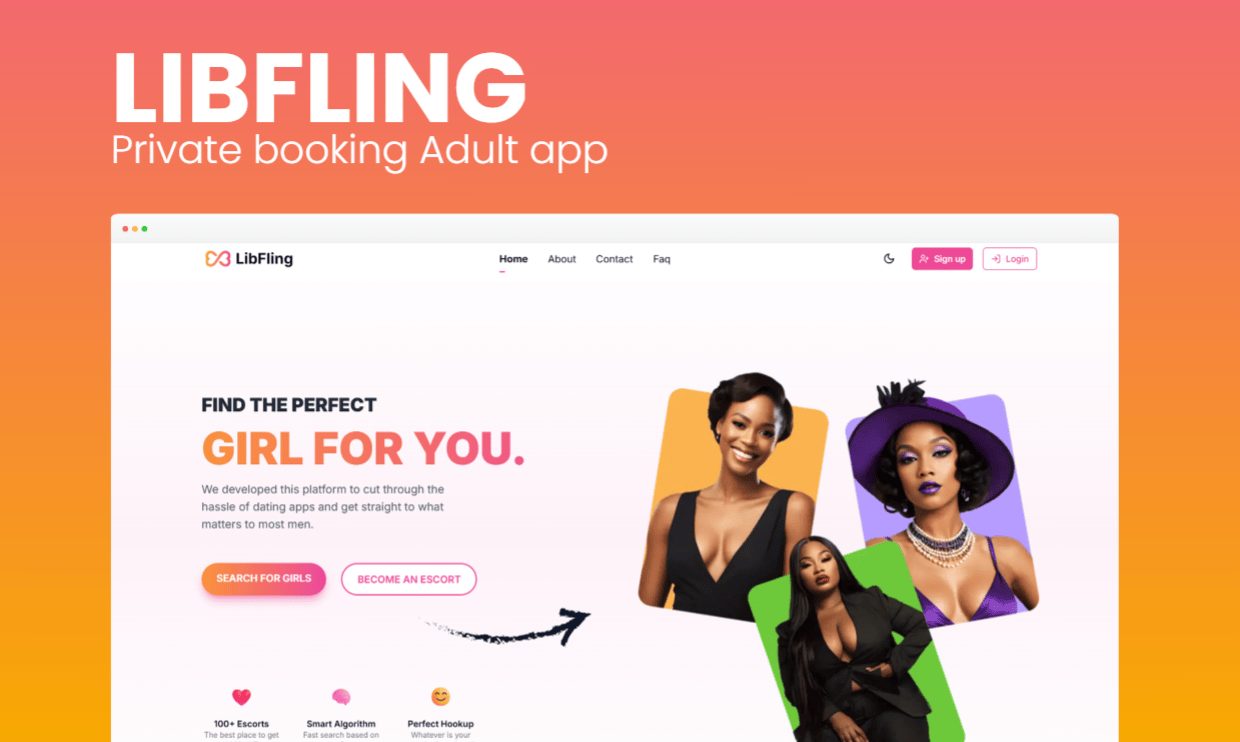 LIBFLING
Private booking Adult app
LibFling
Home About Contact Faq
Sign up Login
FIND THE PERFECT
GIRL FOR YOU.
We developed this platform to cut through the
hassle of dating apps and get straight to what
matters to most men.
SEARCH FOR GIRLS BECOME AN ESCORT
100+ Escorts Smart Algorithm Perfect Hookup
The best place to get Fast search based on Whatever is your